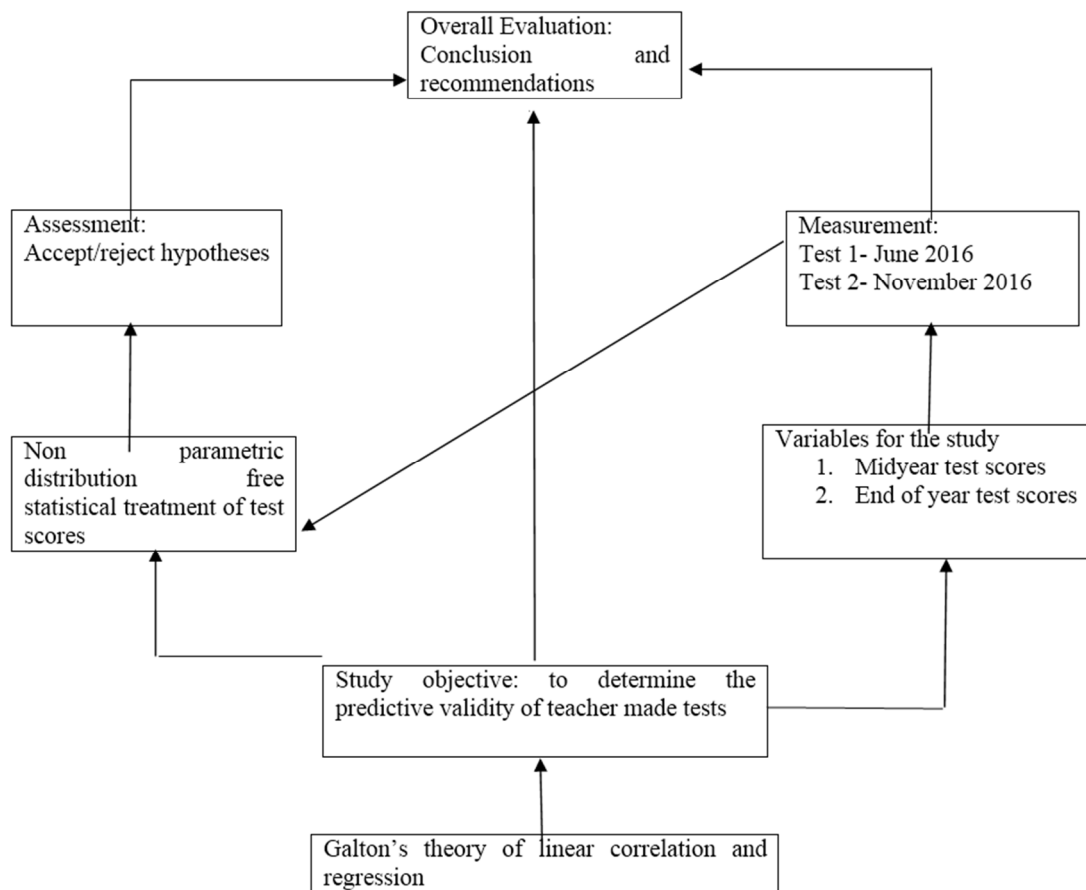 Overall Evaluation:
Conclusion and
recommendations
Assessment:
Accept/reject hypotheses
Measurement:
Test 1- June 2016
Test 2- November 2016
Non parametric
distribution free
statistical treatment of test
scores
Variables for the study
1. Midyear test scores
2. End of year test scores
Study objective: to determine the
predictive validity of teacher made tests
Galton's theory of linear correlation and
regression